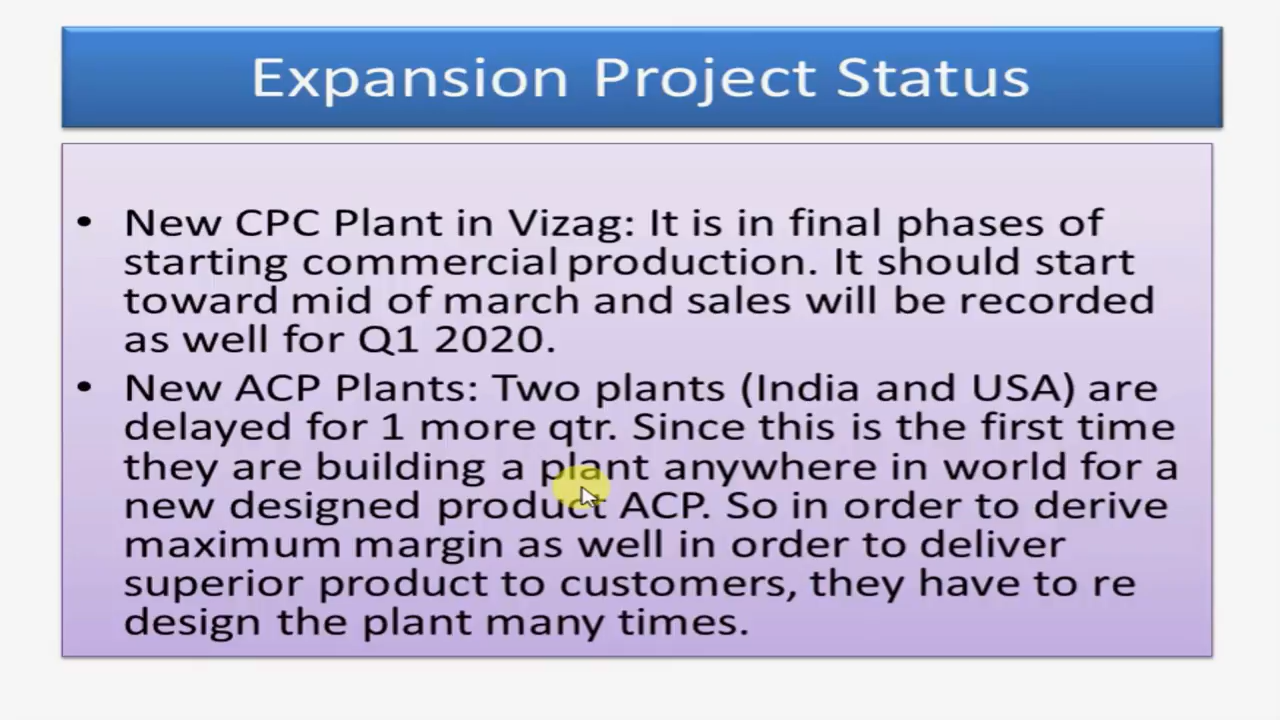 Expansion Project Status
• New CPC Plant in Vizag: It is in final phases of
starting commercial production. It should start
toward mid of march and sales will be recorded
as well for Q1 2020.
• New ACP Plants: Two plants (India and USA) are
delayed for 1 more qtr. Since this is the first time
they are building a plant anywhere in world for a
new designed product ACP. So in order to derive
maximum margin as well in order to deliver
superior product to customers, they have to re
design the plant many times.